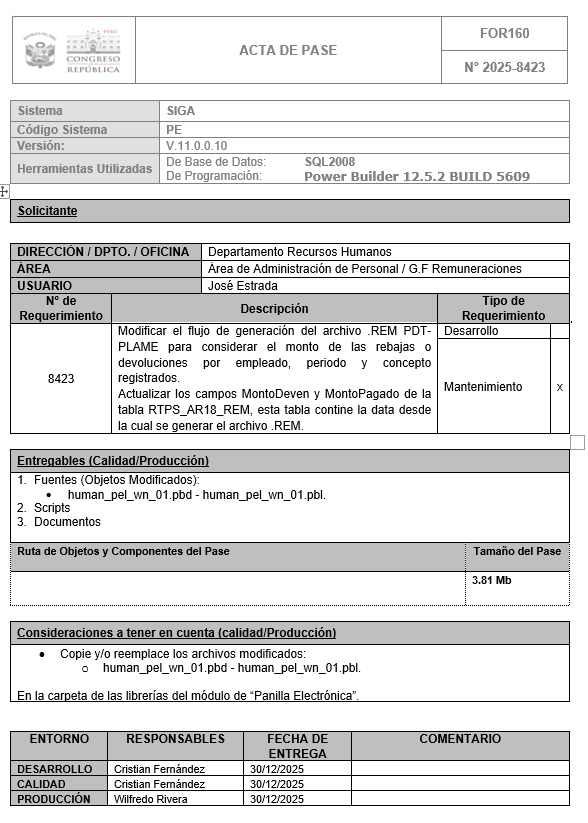 PERÚ
CONGRESO
REPÚBLICA
ACTA DE PASE
FOR160
N° 2025-8423
Sistema SIGA
Código Sistema PE
Versión: V.11.0.0.10
Herramientas Utilizadas
De Base de Datos: SQL2008
De Programación: Power Builder 12.5.2 BUILD 5609
Solicitante
DIRECCIÓN / DPTO. / OFICINA Departamento Recursos Humanos
ÁREA Área de Administración de Personal / G.F Remuneraciones
USUARIO José Estrada
N° de
Requerimiento
Descripción
Tipo de
Requerimiento
8423
Modificar el flujo de generación del archivo .REM PDT-
PLAME para considerar el monto de las rebajas o
devoluciones por empleado, periodo y concepto
registrados.
Actualizar los campos MontoDeven y MontoPagado de la
tabla RTPS_AR18_REM, esta tabla contine la data desde
la cual se generar el archivo .REM.
Desarrollo
Mantenimiento x
Entregables (Calidad/Producción)
1. Fuentes (Objetos Modificados):
• human_pel_wn_01.pbd - human_pel_wn_01.pbl.
2. Scripts
3. Documentos
Ruta de Objetos y Componentes del Pase Tamaño del Pase
3.81 Mb
Consideraciones a tener en cuenta (calidad/Producción)
• Copie y/o reemplace los archivos modificados:
o human_pel_wn_01.pbd - human_pel_wn_01.pbl.
En la carpeta de las librerías del módulo de “Panilla Electrónica”.
ENTORNO RESPONSABLES FECHA DE
ENTREGA COMENTARIO
DESARROLLO Cristian Fernández 30/12/2025
CALIDAD Cristian Fernández 30/12/2025
PRODUCCIÓN Wilfredo Rivera 30/12/2025